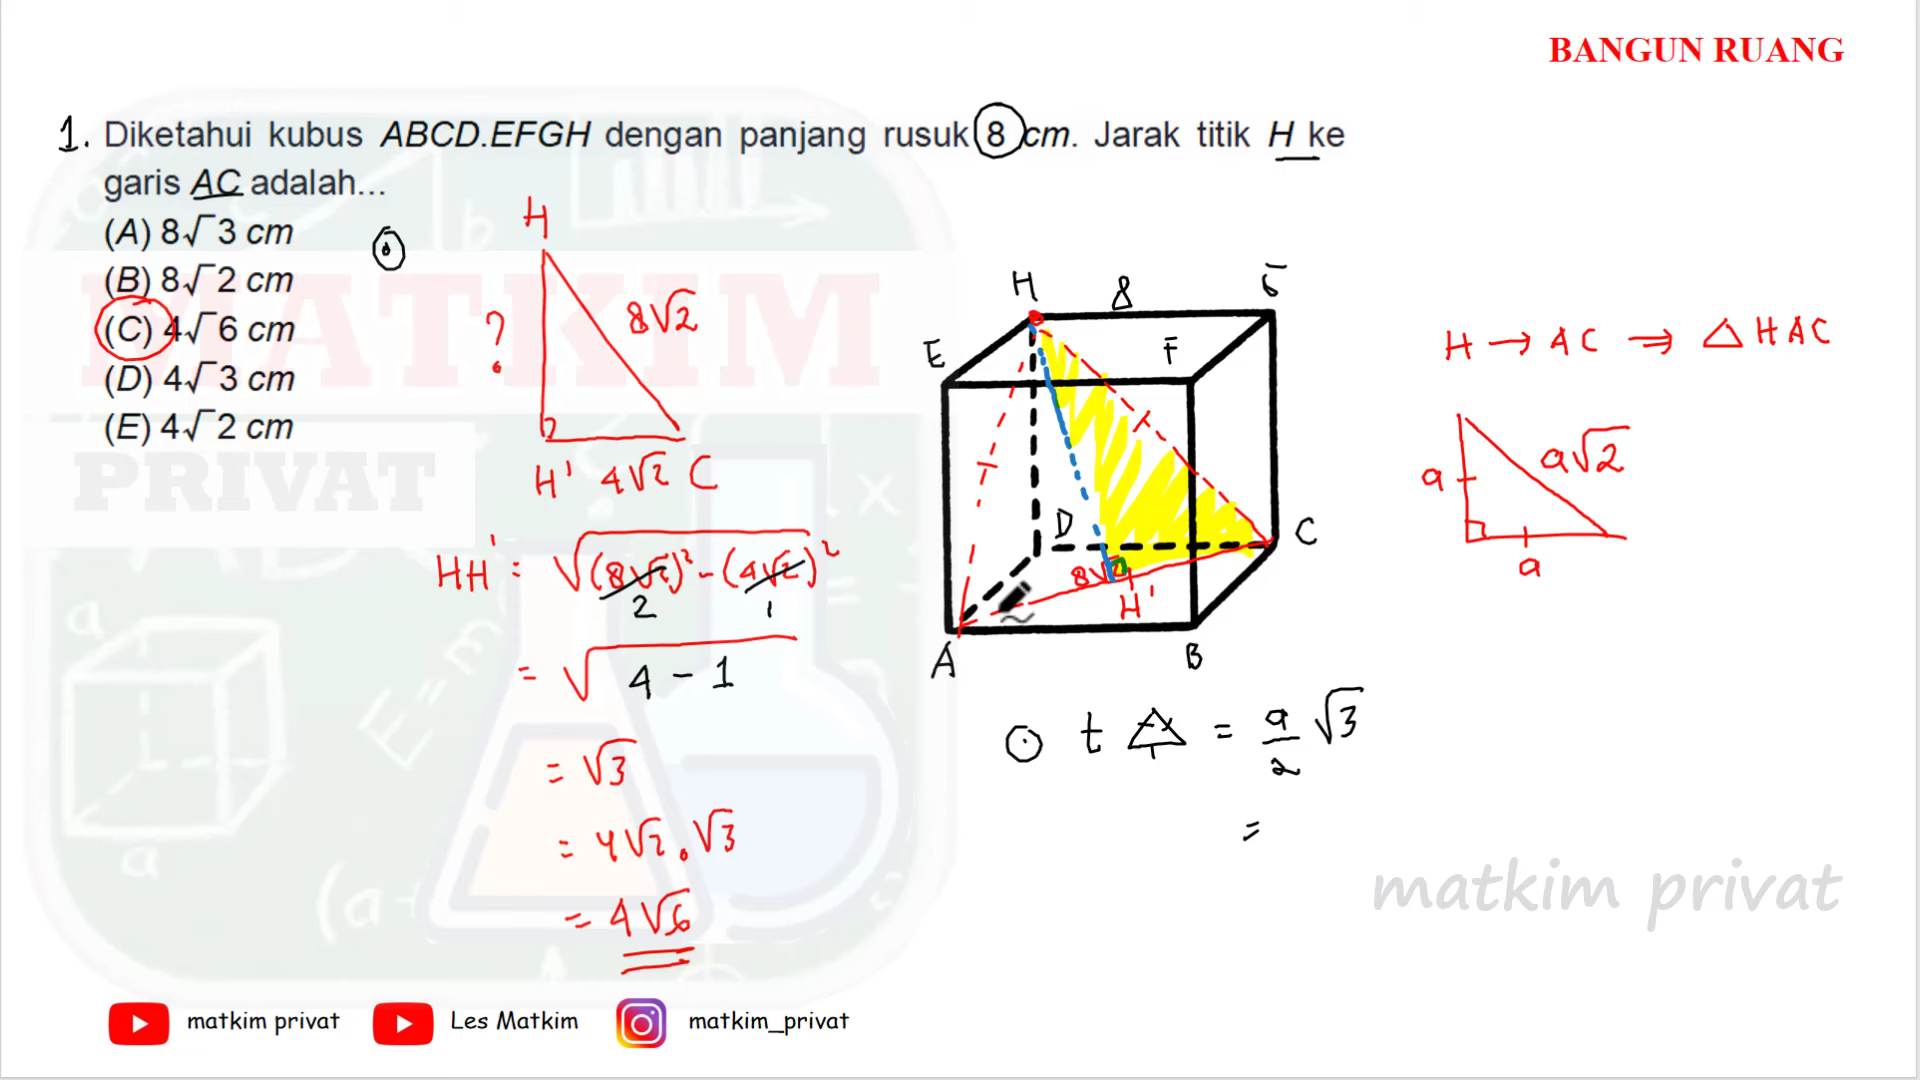 BANGUN RUANG
1. Diketahui kubus ABCD.EFGH dengan panjang rusuk 8 cm. Jarak titik H ke
garis AC adalah...
(A) 8√3 cm
(B) 8√2 cm
(C) 4√6 cm
(D) 4√3 cm
(E) 4√2 cm
H
?
8√2
H' 4√2 C
HH' = √(8√2)² - (4√2)²
2 1
= √4 - 1
= √3
= 4√2 . √3
= 4√6
H 8 G
E F
D C
8√2
H'
A B
H → AC ⇒ △ HAC
a a√2
a
t △ = a/2 √3
=
MATKIM
PRIVAT
matkim privat
matkim privat Les Matkim matkim_privat